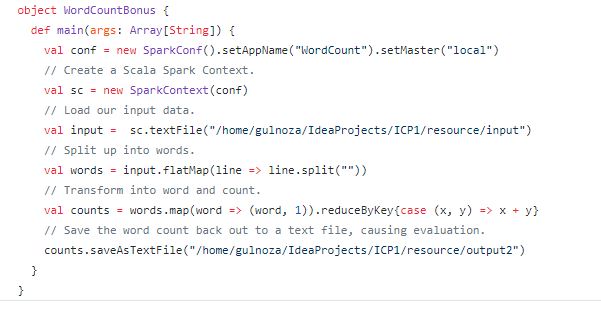 object WordCountBonus {
  def main(args: Array[String]) {
    val conf = new SparkConf().setAppName("WordCount").setMaster("local")
    // Create a Scala Spark Context.
    val sc = new SparkContext(conf)
    // Load our input data.
    val input =  sc.textFile("/home/gulnoza/IdeaProjects/ICP1/resource/input")
    // Split up into words.
    val words = input.flatMap(line => line.split(""))
    // Transform into word and count.
    val counts = words.map(word => (word, 1)).reduceByKey{case (x, y) => x + y}
    // Save the word count back out to a text file, causing evaluation.
    counts.saveAsTextFile("/home/gulnoza/IdeaProjects/ICP1/resource/output2")
  }
}